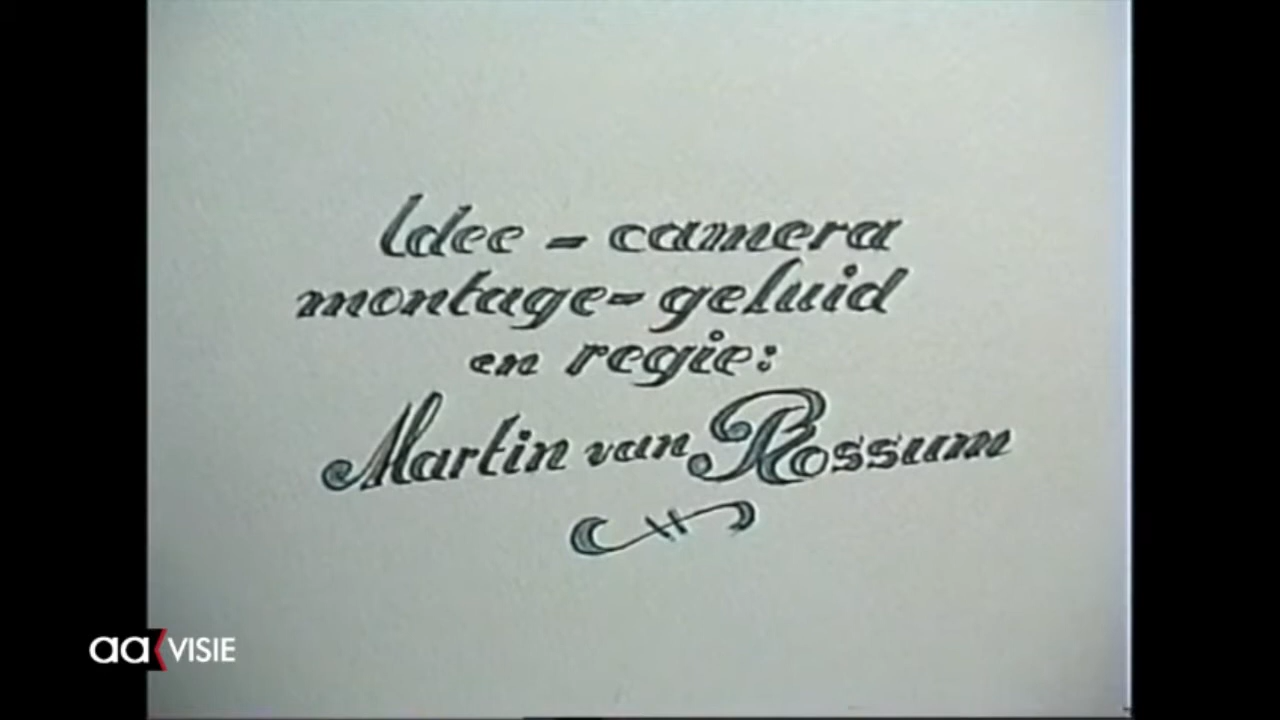 Idee - camera
montage - geluid
en regie:
Martin van Rossum
aa VISIE